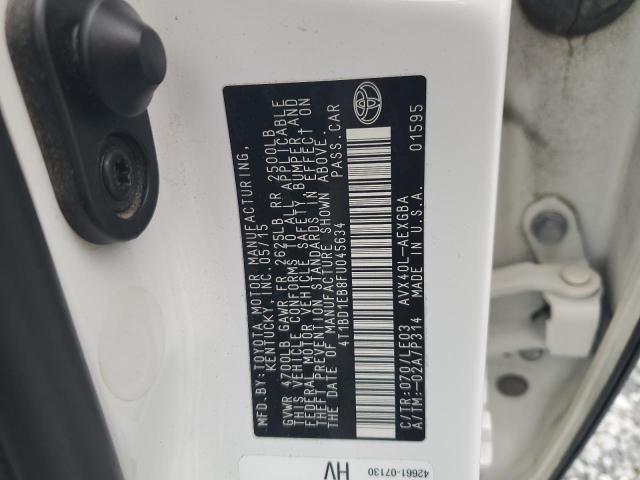 MFD.BY:TOYOTA MOTOR MANUFACTURING,
KENTUCKY, INC. 05/15
GVWR 4700LB GAWR FR 2625LB RR 2500LB
THIS VEHICLE CONFORMS TO ALL APPLICABLE
FEDERAL MOTOR VEHICLE SAFETY, BUMPER, AND
THEFT PREVENTION STANDARDS IN EFFECT ON
THE DATE OF MANUFACTURE SHOWN ABOVE.
4T1BD1EB8FU045634 PASS.CAR
C/TR:070/LE03 AVX40L-AEXGBA
A/TM:-02A7P314 MADE IN U.S.A. 01595
42661-07130
HV